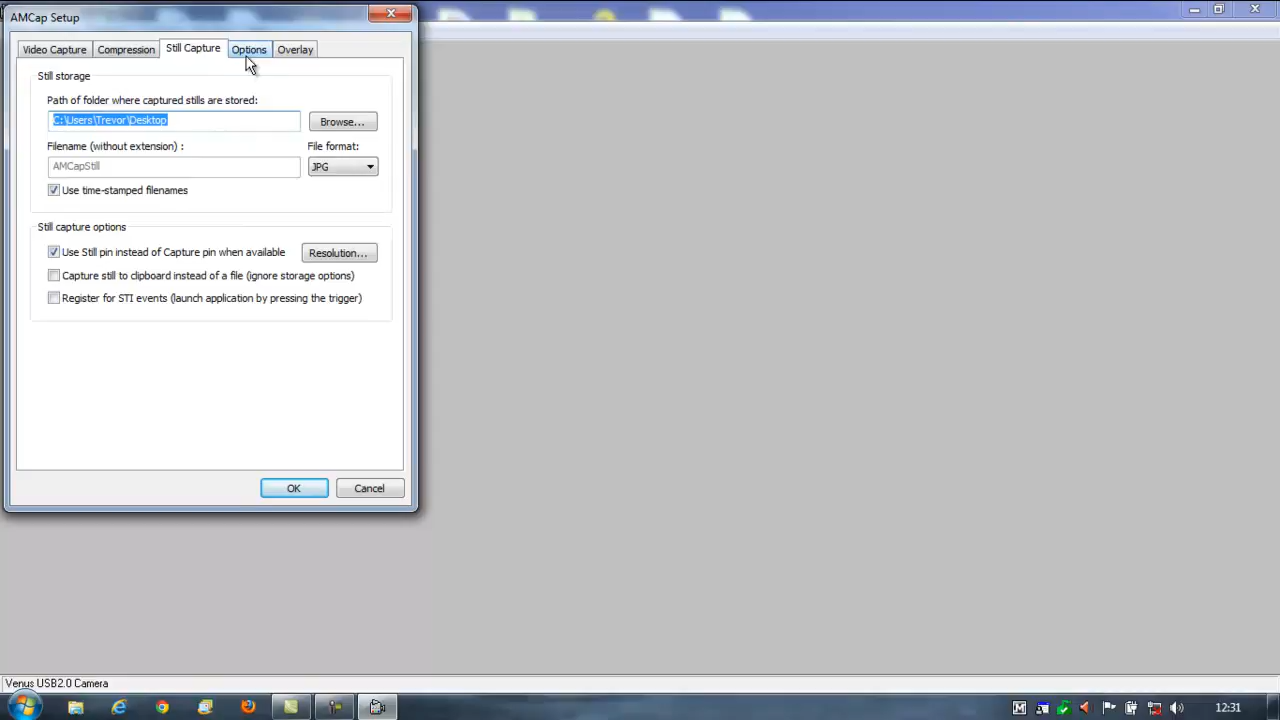 AMCap Setup
Video Capture Compression Still Capture Options Overlay
Still storage
Path of folder where captured stills are stored:
C:\Users\Trevor\Desktop Browse...
Filename (without extension) : File format:
AMCapStill JPG
Use time-stamped filenames
Still capture options
Use Still pin instead of Capture pin when available Resolution...
Capture still to clipboard instead of a file (ignore storage options)
Register for STI events (launch application by pressing the trigger)
OK Cancel
Venus USB2.0 Camera
M 12:31